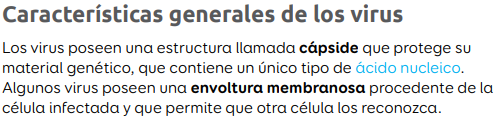 Características generales de los virus
Los virus poseen una estructura llamada cápside que protege su
material genético, que contiene un único tipo de ácido nucleico.
Algunos virus poseen una envoltura membranosa procedente de la
célula infectada y que permite que otra célula los reconozca.